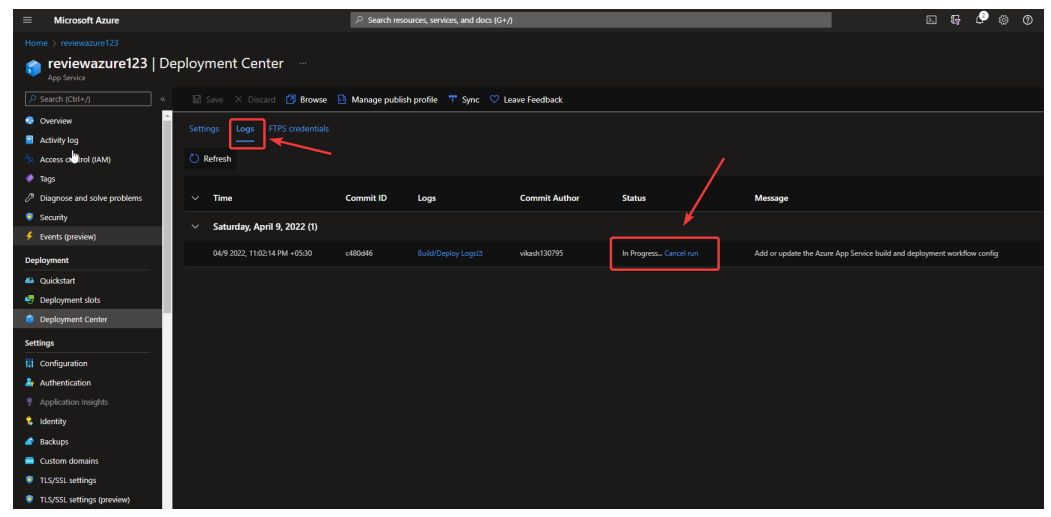 Microsoft Azure
Search resources, services, and docs (G+/)
2
Home > reviewazure123
reviewazure123 | Deployment Center ...
App Service
Search (Ctrl+/)
«
Save Discard Browse Manage publish profile Sync Leave Feedback
Overview
Activity log
Access control (IAM)
Tags
Diagnose and solve problems
Security
Events (preview)
Deployment
Quickstart
Deployment slots
Deployment Center
Settings
Configuration
Authentication
Application Insights
Identity
Backups
Custom domains
TLS/SSL settings
TLS/SSL settings (preview)
Settings Logs FTPS credentials
Refresh
Time Commit ID Logs Commit Author Status Message
Saturday, April 9, 2022 (1)
04/9 2022, 11:02:14 PM +05:30 c480d46 Build/Deploy Logs vikash130795 In Progress... Cancel run Add or update the Azure App Service build and deployment workflow config